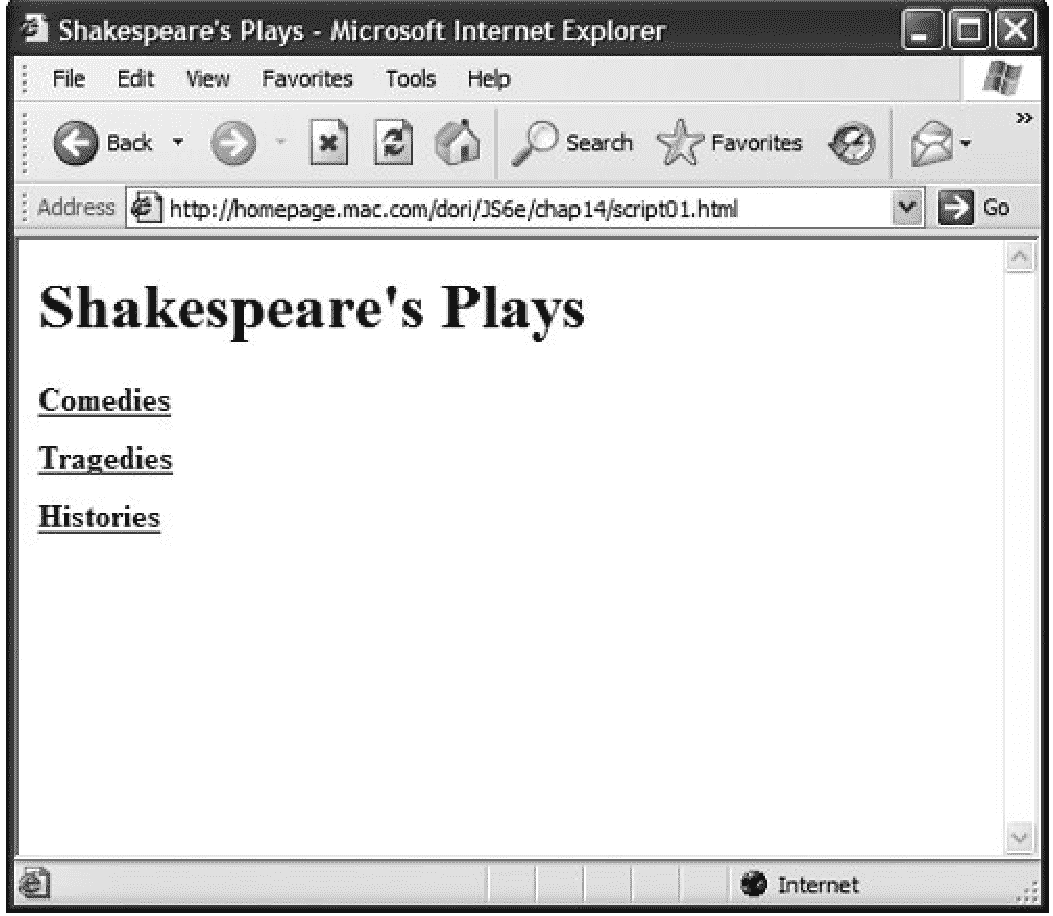 Shakespeare's Plays - Microsoft Internet Explorer
File Edit View Favorites Tools Help
Back Search Favorites »
Address http://homepage.mac.com/dori/JS6e/chap14/script01.html Go
Shakespeare's Plays
Comedies
Tragedies
Histories
Internet